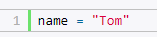 1 name = "Tom"